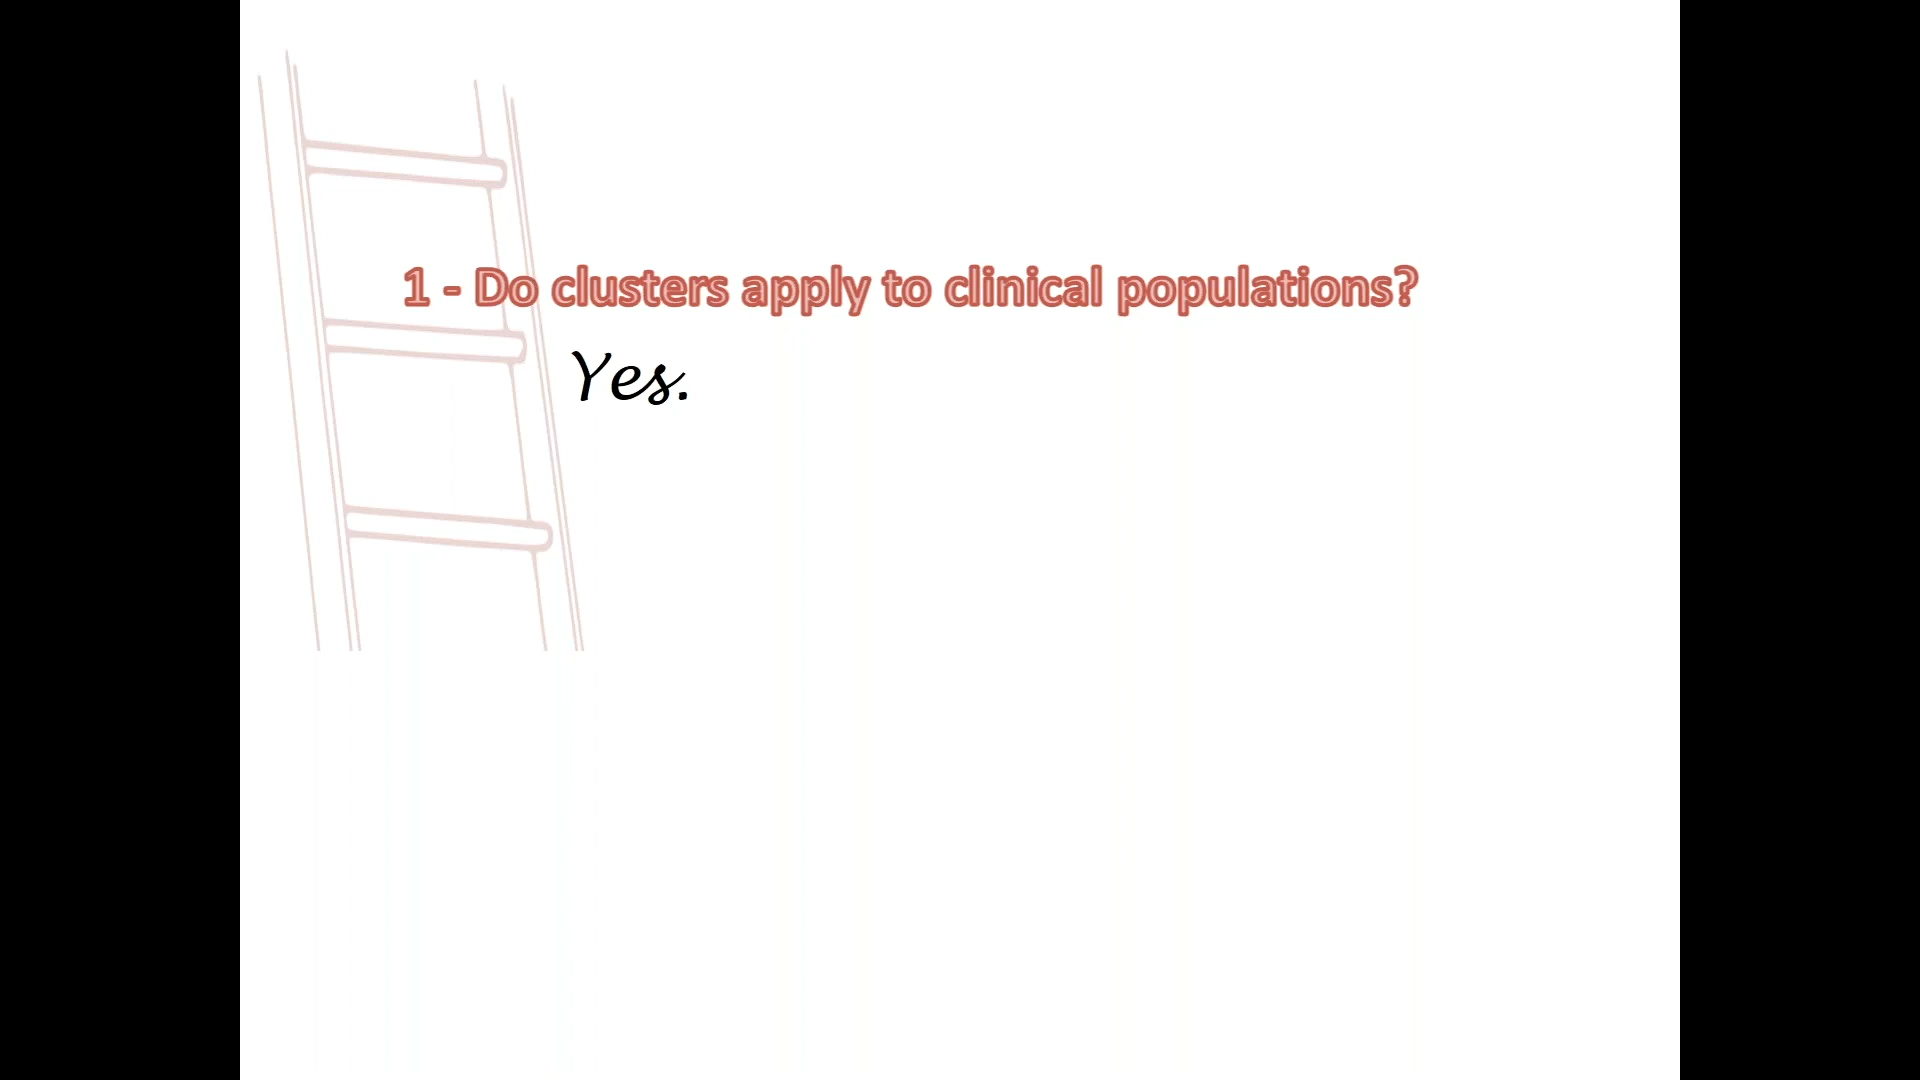 1 - Do clusters apply to clinical populations?
Yes.